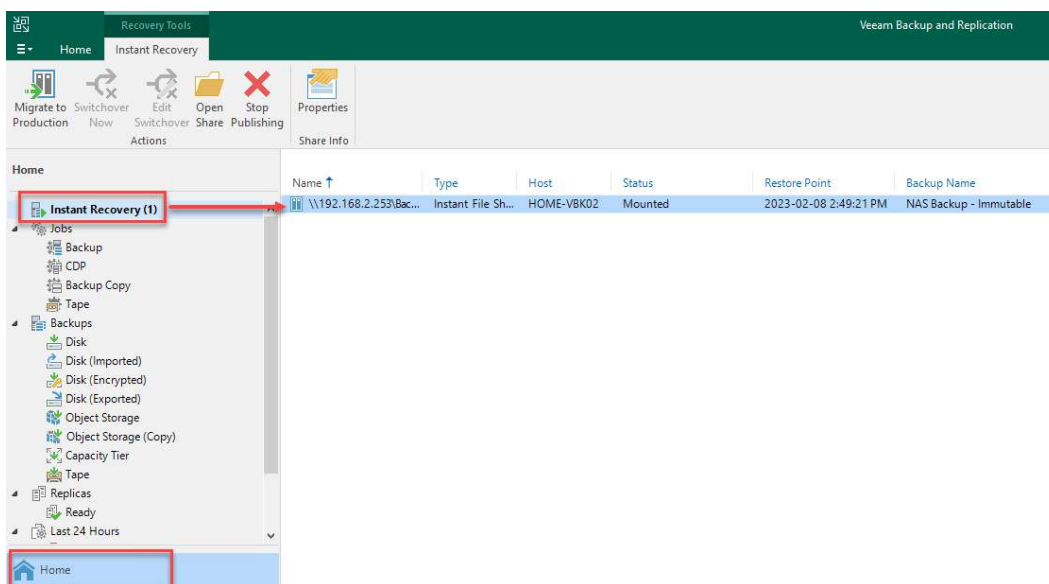 Recovery Tools
Veeam Backup and Replication
Home Instant Recovery
Migrate to Production
Switchover Now
Edit Switchover
Open Share
Stop Publishing
Properties
Actions
Share Info
Home
Name Type Host Status Restore Point Backup Name
\\192.168.2.253\Bac... Instant File Sh... HOME-VBK02 Mounted 2023-02-08 2:49:21 PM NAS Backup - Immutable
Instant Recovery (1)
Jobs
Backup
CDP
Backup Copy
Tape
Backups
Disk
Disk (Imported)
Disk (Encrypted)
Disk (Exported)
Object Storage
Object Storage (Copy)
Capacity Tier
Tape
Replicas
Ready
Last 24 Hours
Home